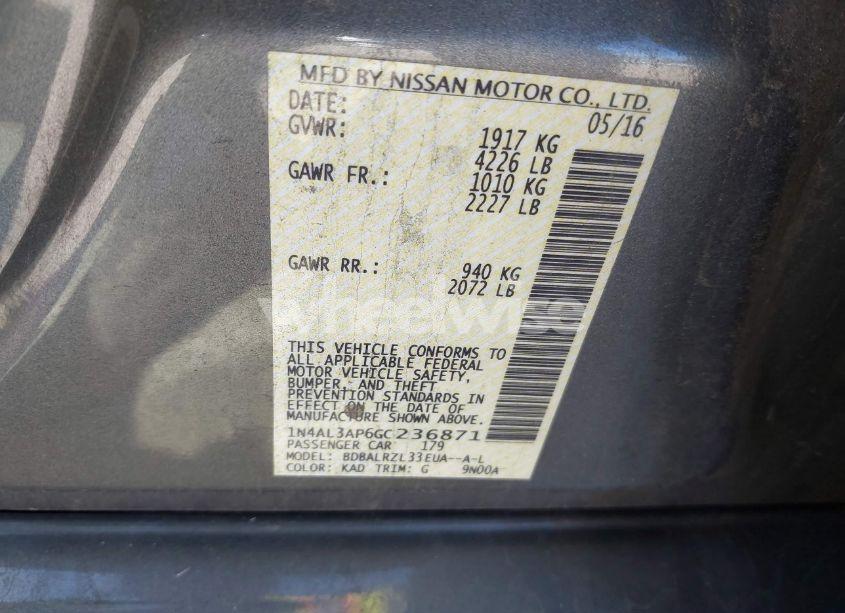 MFD BY NISSAN MOTOR CO., LTD.
DATE: 05/16
GVWR: 1917 KG
4226 LB
GAWR FR.: 1010 KG
2227 LB
GAWR RR.: 940 KG
2072 LB
wheelwise
THIS VEHICLE CONFORMS TO
ALL APPLICABLE FEDERAL
MOTOR VEHICLE SAFETY,
BUMPER, AND THEFT
PREVENTION STANDARDS IN
EFFECT ON THE DATE OF
MANUFACTURE SHOWN ABOVE.
1N4AL3AP6GC236871
PASSENGER CAR 179
MODEL: BDBALRZL33EUA--A-L
COLOR: KAD TRIM: G 9N00A